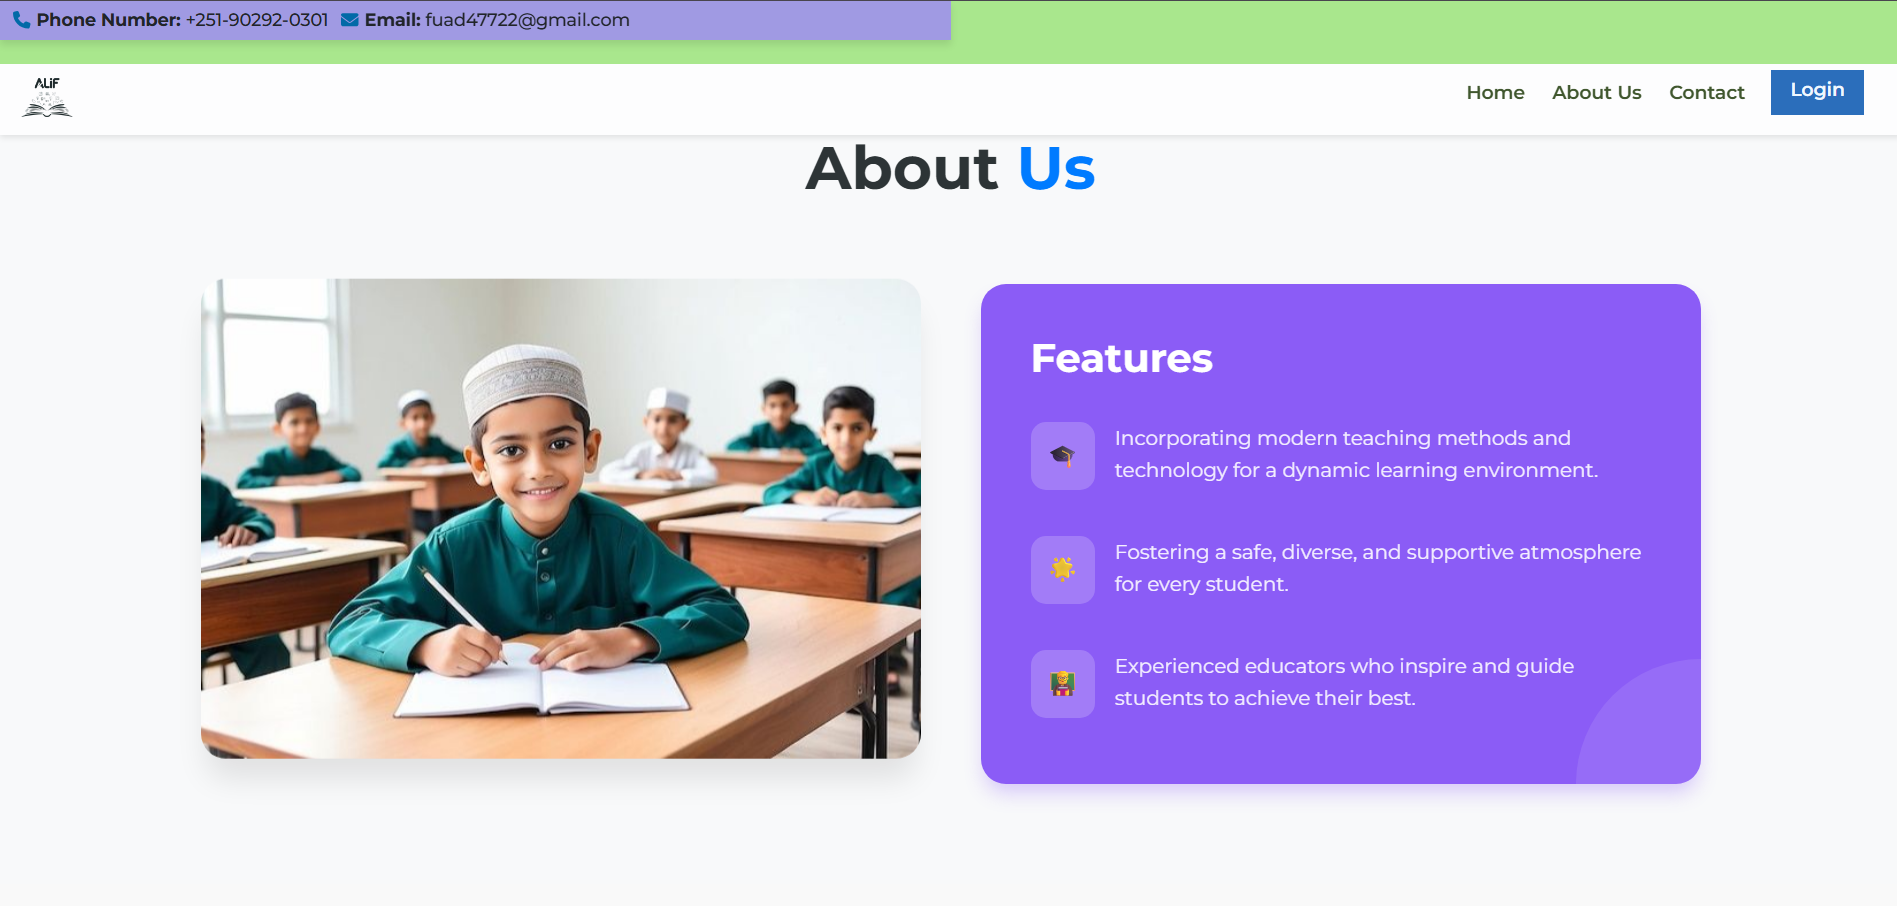 Phone Number: +251-90292-0301 Email: fuad47722@gmail.com
ALiF
Home About Us Contact Login
About Us
Features
Incorporating modern teaching methods and
technology for a dynamic learning environment.
Fostering a safe, diverse, and supportive atmosphere
for every student.
Experienced educators who inspire and guide
students to achieve their best.